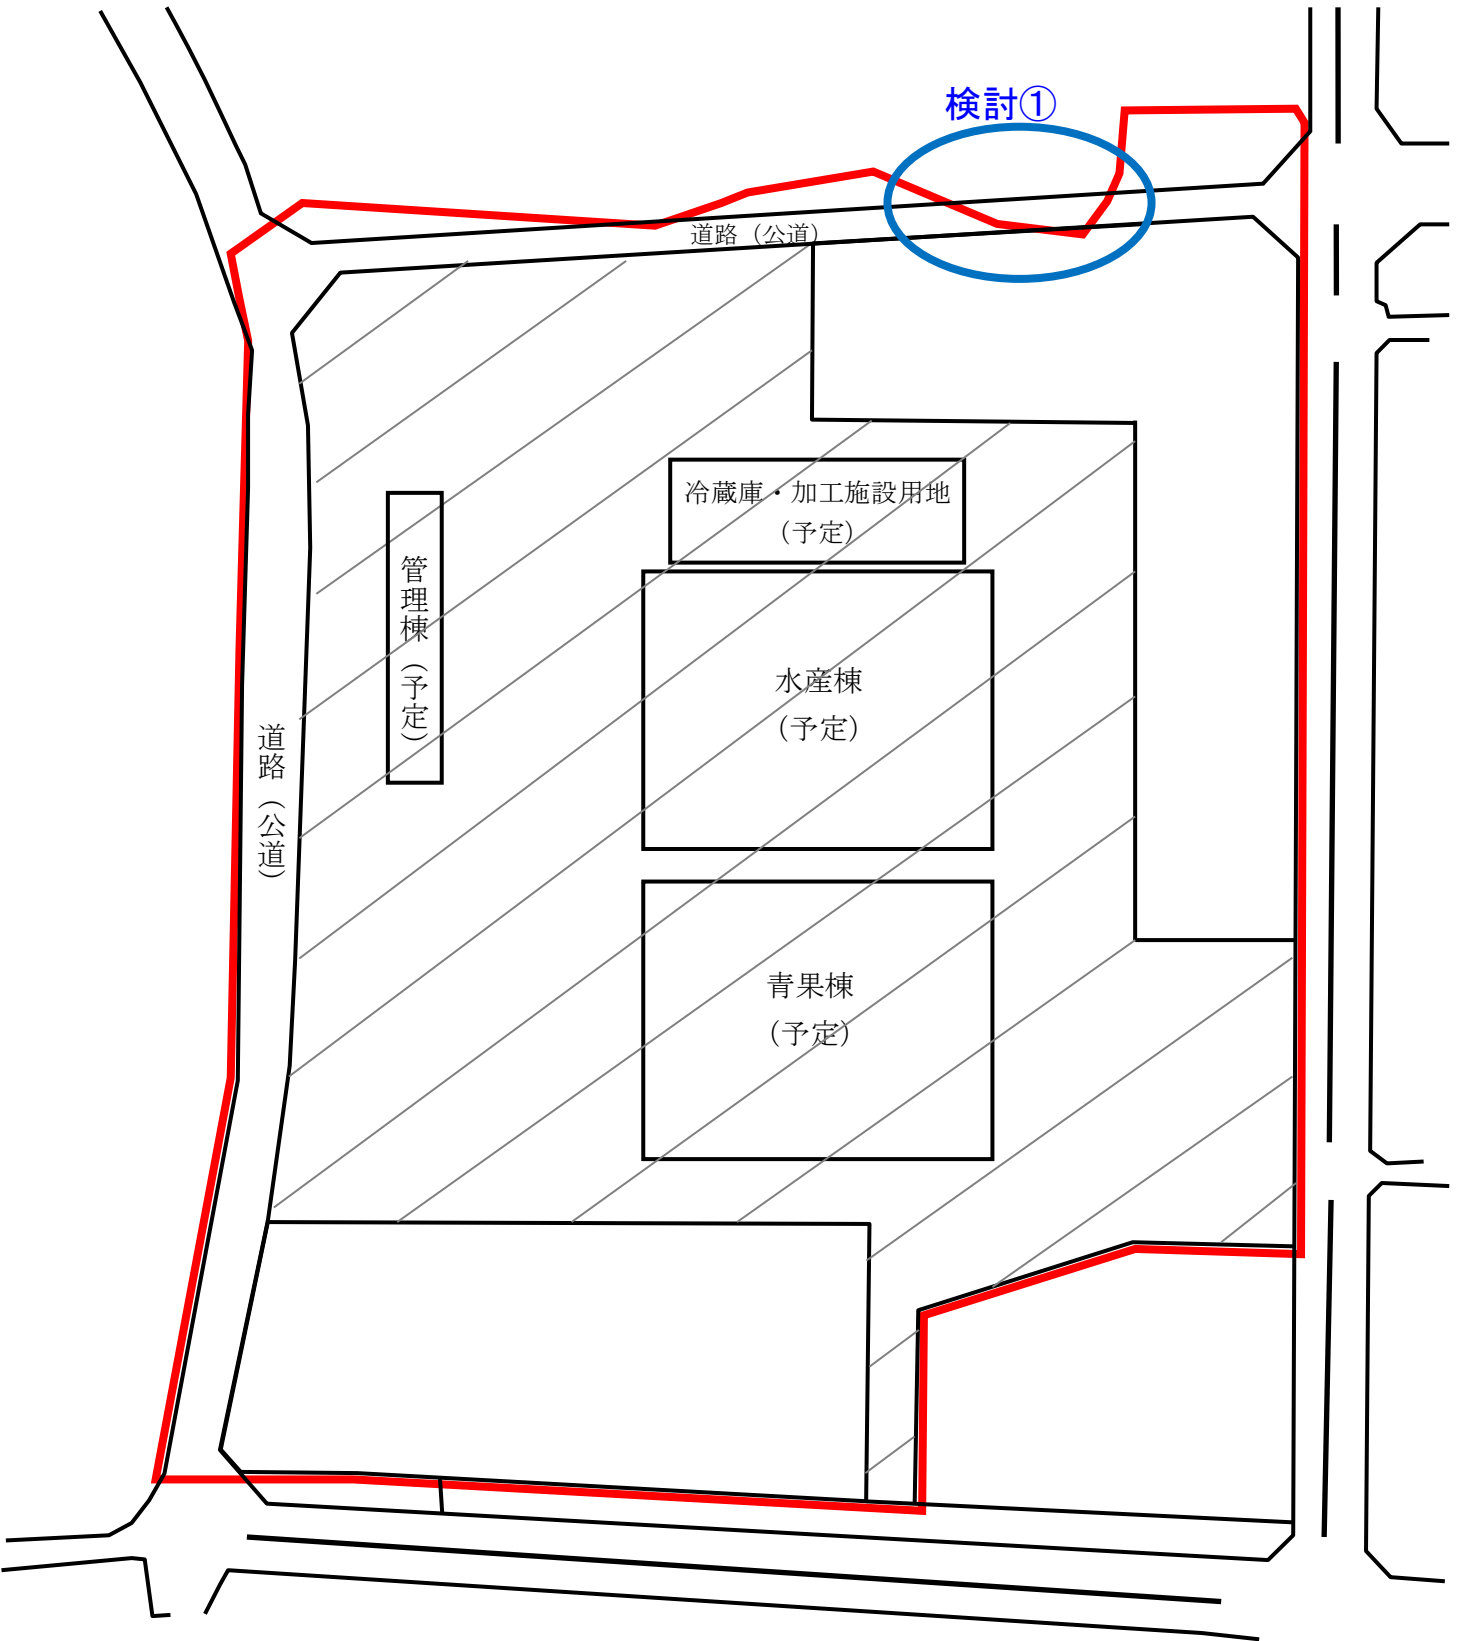 検討①
道路（公道）
冷蔵庫・加工施設用地
（予定）
管理棟（予定）
水産棟
（予定）
道路（公道）
青果棟
（予定）